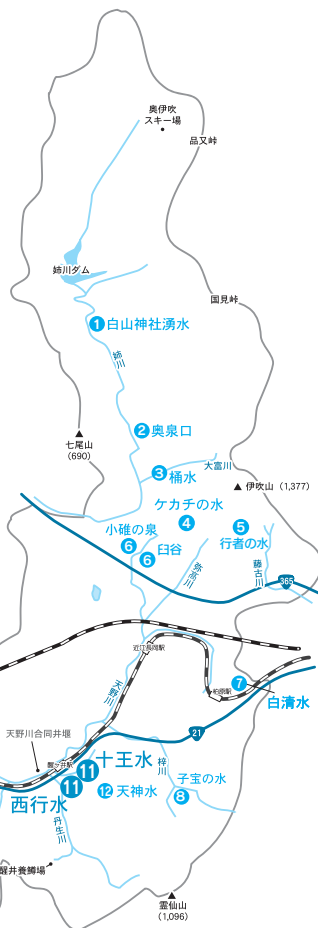 奥伊吹
スキー場
品又峠
姉川ダム
国見峠
1 白山神社湧水
姉川
2 奥泉口
七尾山
(690)
大富川
3 桶水
伊吹山 (1,377)
ケカチの水
4
小碓の泉
6
6 臼谷
5
行者の水
弥高川
藤古川
365
近江長岡駅
天野川
柏原駅
7
白清水
21
天野川合同井堰
醒ヶ井駅
十王水
11
西行水
11
12 天神水
梓川
子宝の水
8
丹生川
醒井養鱒場
霊仙山
(1,096)